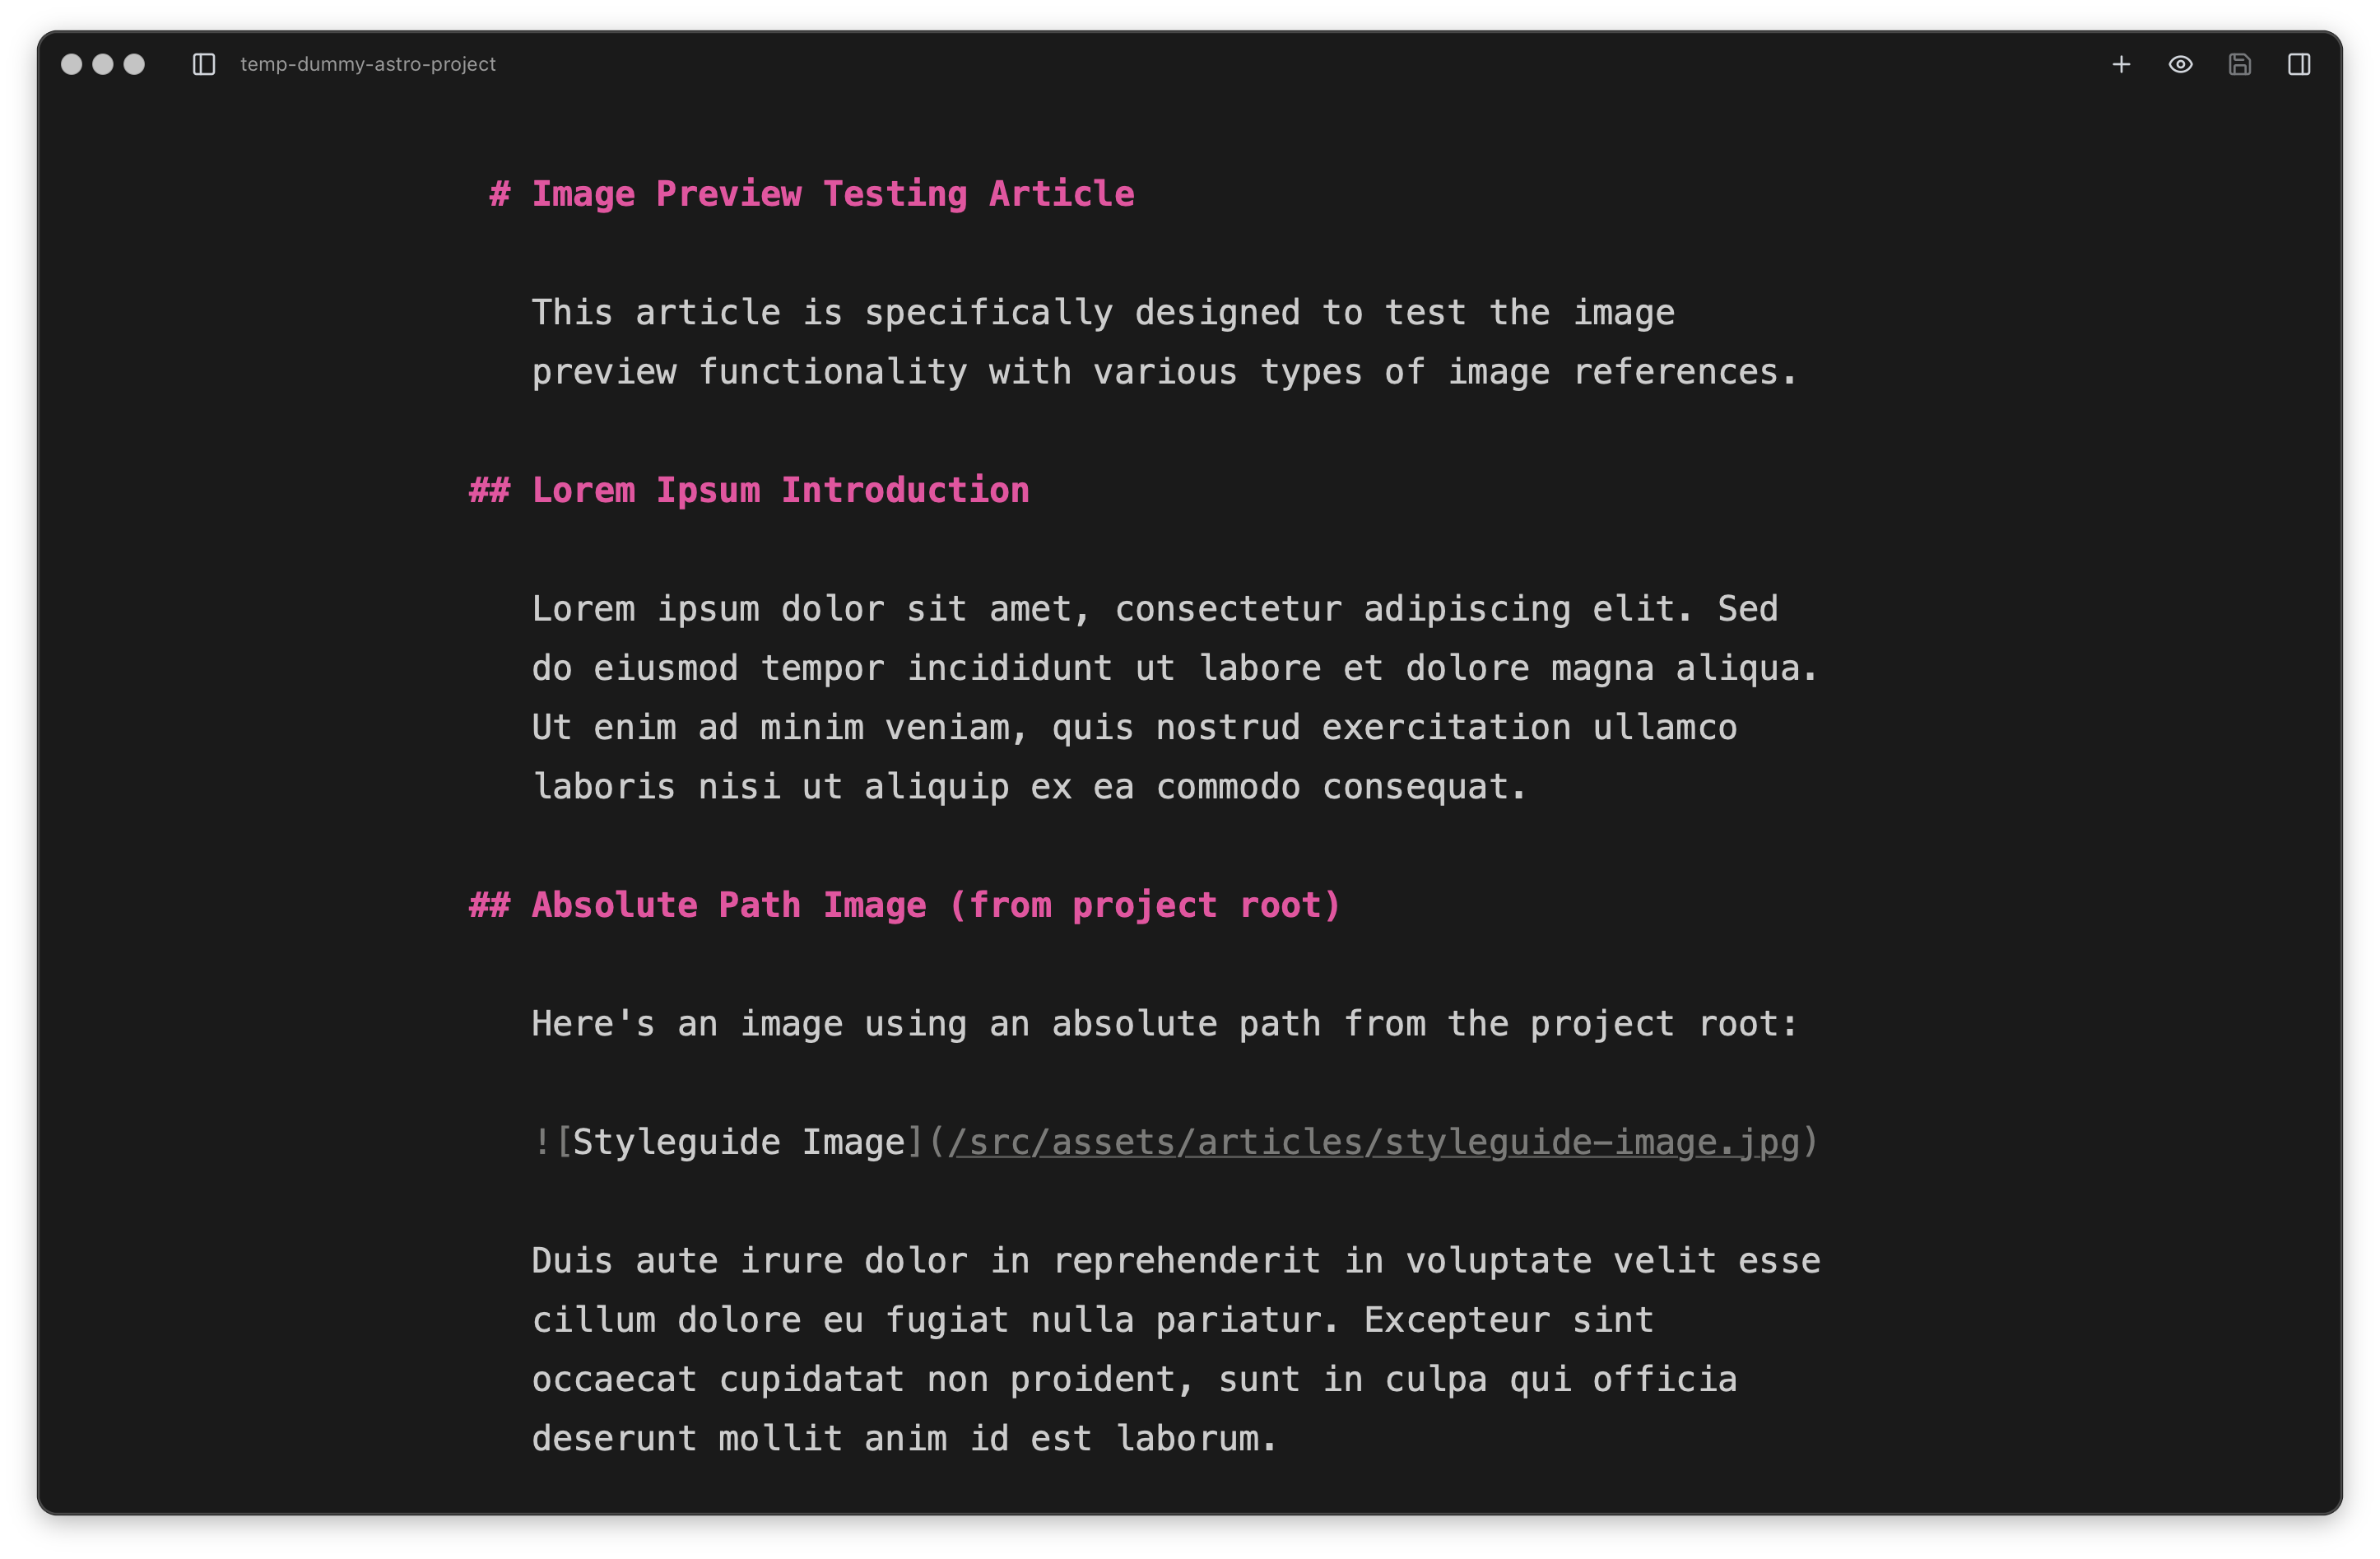 temp-dummy-astro-project
# Image Preview Testing Article
This article is specifically designed to test the image
preview functionality with various types of image references.
## Lorem Ipsum Introduction
Lorem ipsum dolor sit amet, consectetur adipiscing elit. Sed
do eiusmod tempor incididunt ut labore et dolore magna aliqua.
Ut enim ad minim veniam, quis nostrud exercitation ullamco
laboris nisi ut aliquip ex ea commodo consequat.
## Absolute Path Image (from project root)
Here's an image using an absolute path from the project root:
![Styleguide Image](/src/assets/articles/styleguide-image.jpg)
Duis aute irure dolor in reprehenderit in voluptate velit esse
cillum dolore eu fugiat nulla pariatur. Excepteur sint
occaecat cupidatat non proident, sunt in culpa qui officia
deserunt mollit anim id est laborum.